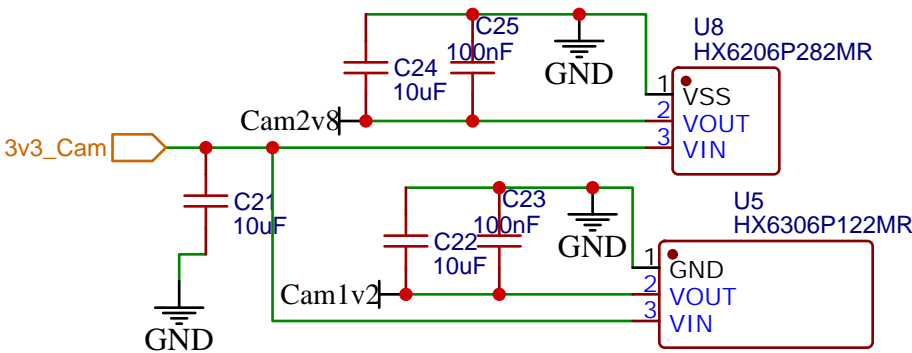 C25
100nF
C24
10uF
GND
U8
HX6206P282MR
1
VSS
2
VOUT
3
VIN
Cam2v8
3v3_Cam
C21
10uF
GND
C23
100nF
C22
10uF
GND
Cam1v2
U5
HX6306P122MR
1
GND
2
VOUT
3
VIN